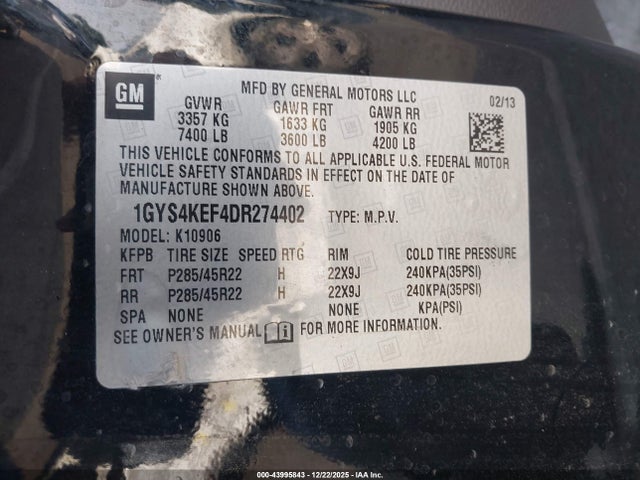 GM
MFD BY GENERAL MOTORS LLC
02/13
GVWR GAWR FRT GAWR RR
3357 KG 1633 KG 1905 KG
7400 LB 3600 LB 4200 LB
THIS VEHICLE CONFORMS TO ALL APPLICABLE U.S. FEDERAL MOTOR
VEHICLE SAFETY STANDARDS IN EFFECT ON THE DATE OF
MANUFACTURE SHOWN ABOVE.
1GYS4KEF4DR274402 TYPE: M.P.V.
MODEL: K10906
KFPB TIRE SIZE SPEED RTG RIM COLD TIRE PRESSURE
FRT P285/45R22 H 22X9J 240KPA(35PSI)
RR P285/45R22 H 22X9J 240KPA(35PSI)
SPA NONE NONE KPA(PSI)
SEE OWNER'S MANUAL FOR MORE INFORMATION.
000-43995843 - 12/22/2025 - IAA Inc.